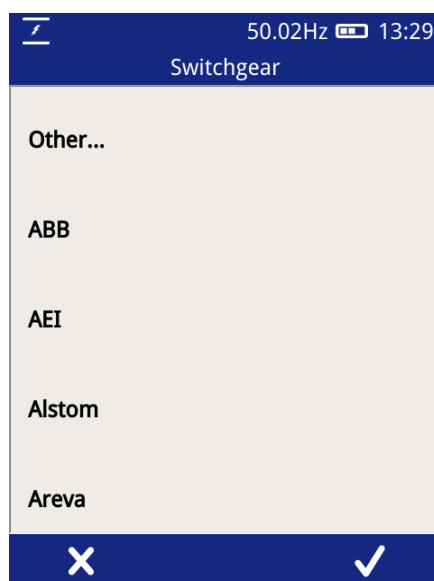 50.02Hz 13:29
Switchgear
Other...
ABB
AEI
Alstom
Areva